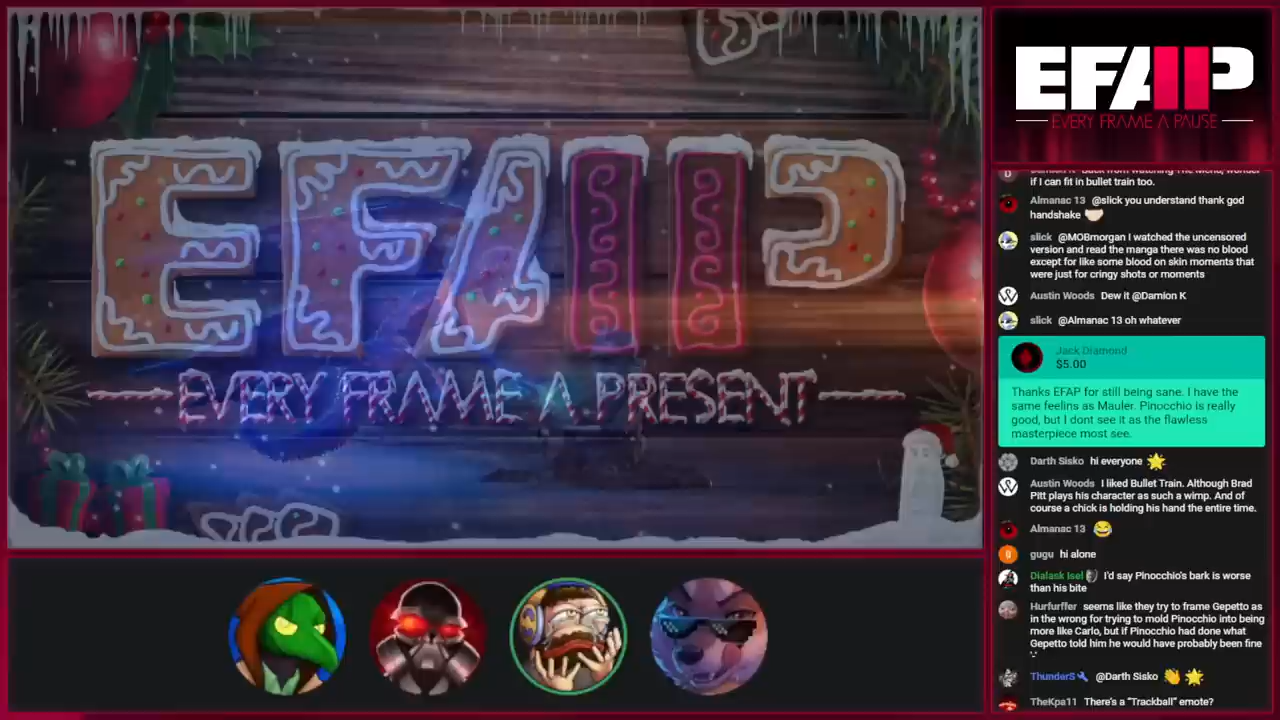 EFAP
EVERY FRAME A PRESENT
EFAP
EVERY FRAME A PAUSE
if I can fit in bullet train too.
Almanac 13 @slick you understand thank god
handshake
slick @MOBmorgan I watched the uncensored
version and read the manga there was no blood
except for like some blood on skin moments that
were just for cringy shots or moments
Austin Woods Dew it @Damion K
slick @Almanac 13 oh whatever
Jack Diamond
$5.00
Thanks EFAP for still being sane. I have the
same feelins as Mauler. Pinocchio is really
good, but I dont see it as the flawless
masterpiece most see.
Darth Sisko hi everyone 🌟
Austin Woods I liked Bullet Train. Although Brad
Pitt plays his character as such a wimp. And of
course a chick is holding his hand the entire time.
Almanac 13 😂
gugu hi alone
Dialask Isel I'd say Pinocchio's bark is worse
than his bite
Hurfurffer seems like they try to frame Gepetto as
in the wrong for trying to mold Pinocchio into being
more like Carlo, but if Pinocchio had done what
Gepetto told him he would have probably been fine
ThunderS @Darth Sisko 👋 🌟
TheKpa11 There's a "Trackball" emote?